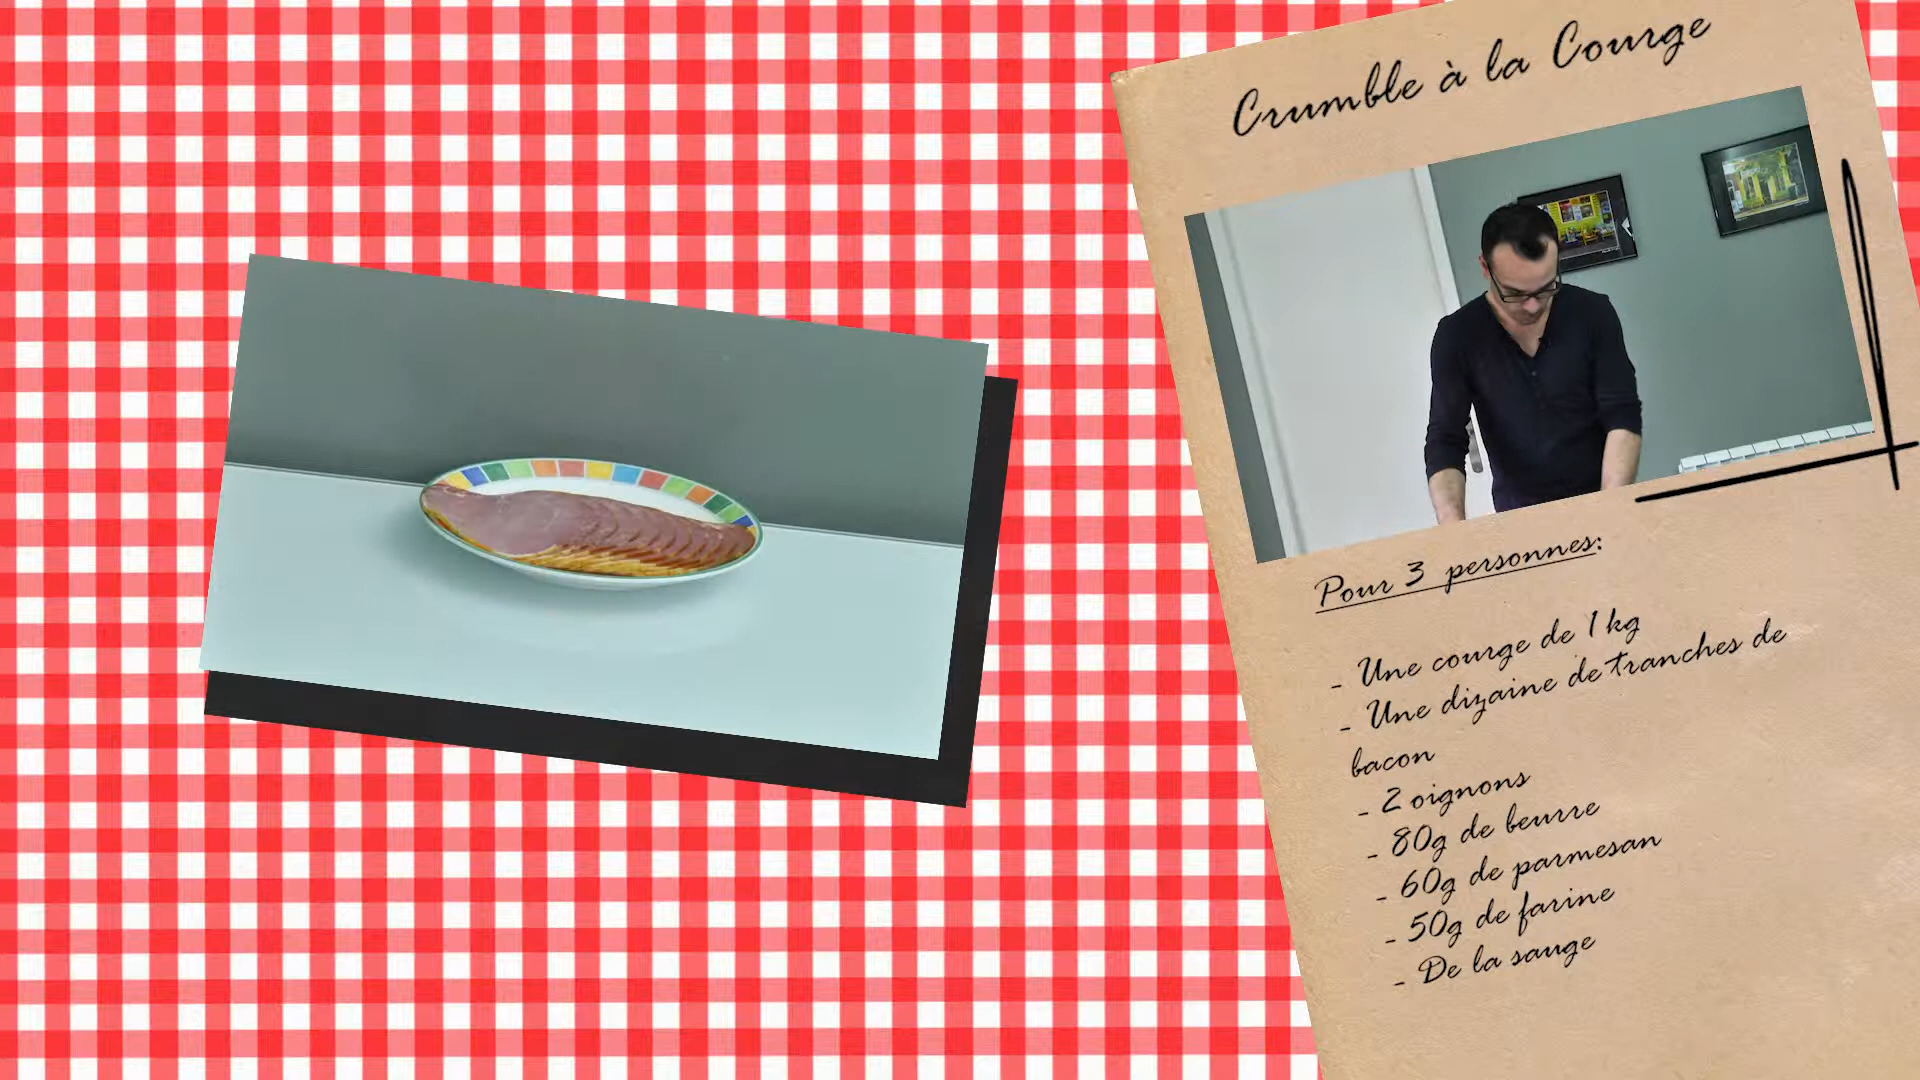 Crumble à la Courge
Pour 3 personnes:
- Une courge de 1 kg
- Une dizaine de tranches de
bacon
- 2 oignons
- 80g de beurre
- 60g de parmesan
- 50g de farine
- De la sauge